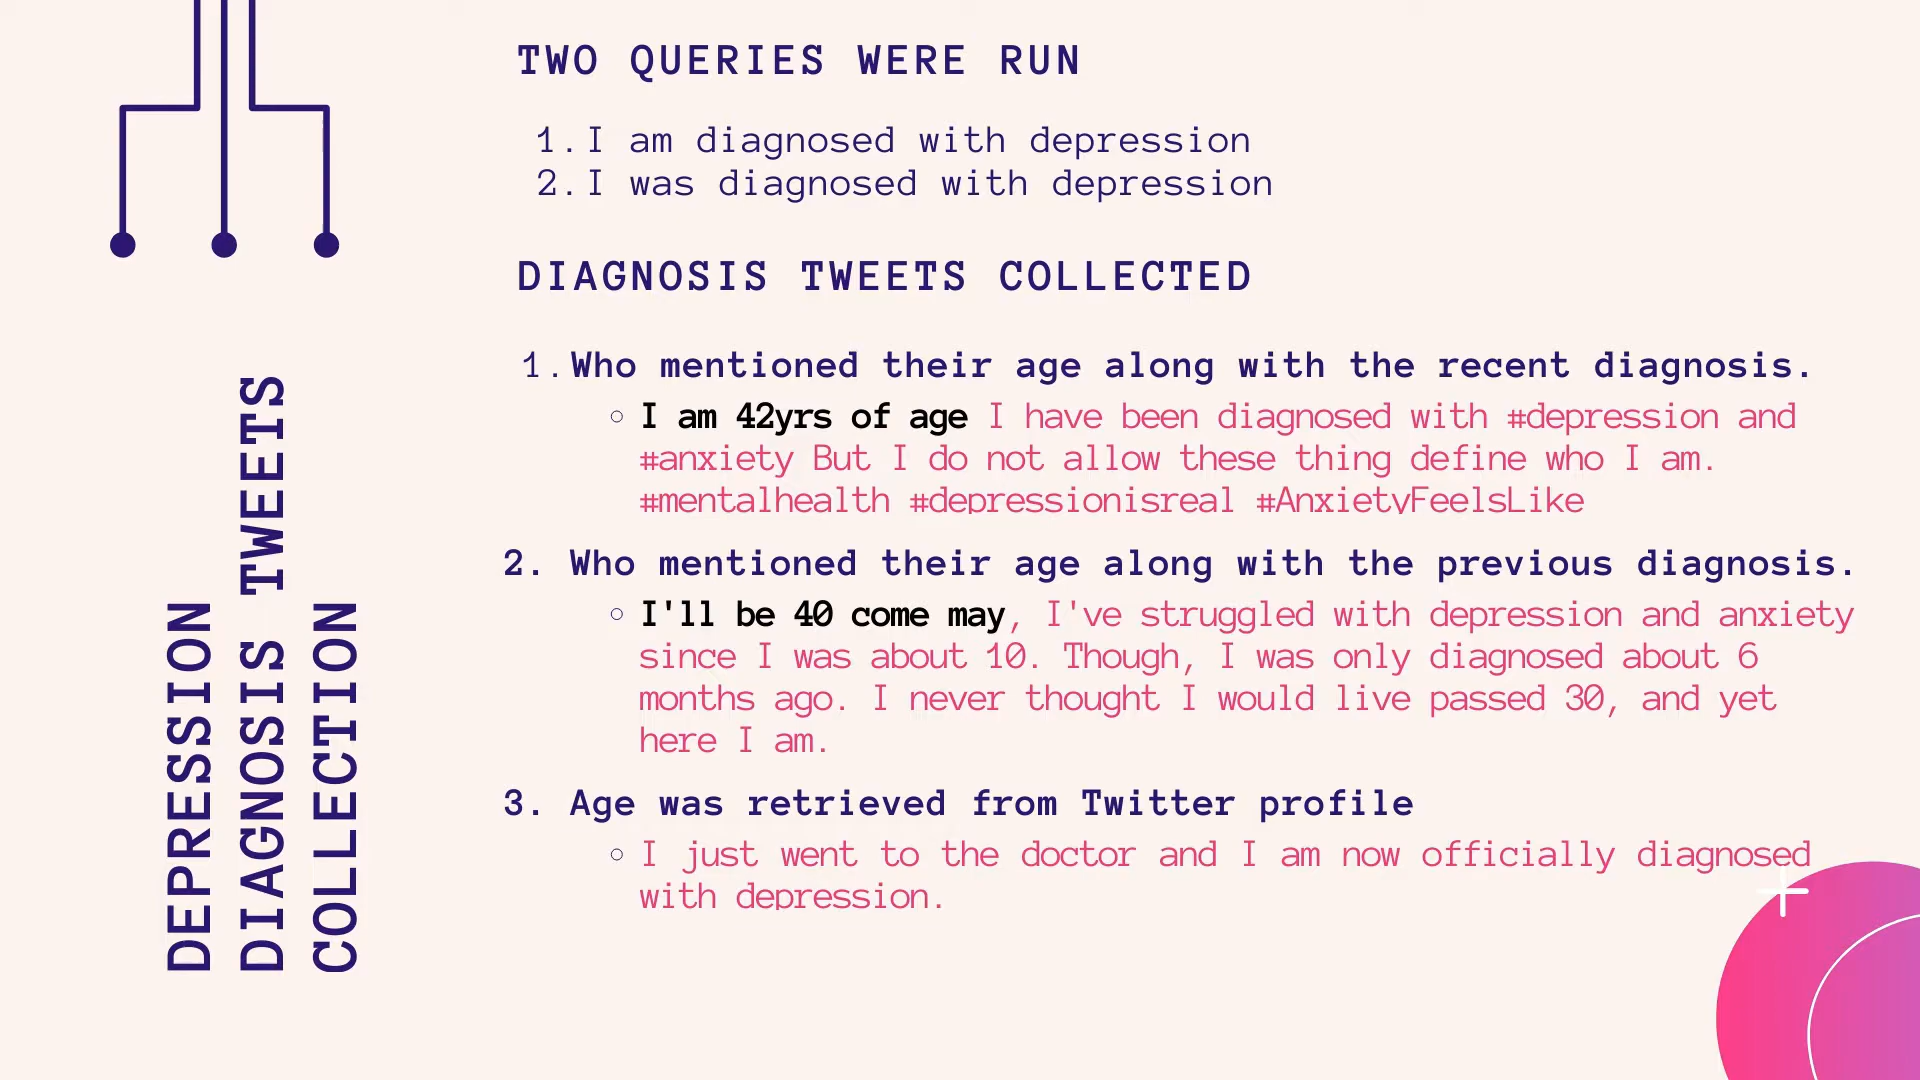 TWO QUERIES WERE RUN
1. I am diagnosed with depression
2. I was diagnosed with depression
DIAGNOSIS TWEETS COLLECTED
1. Who mentioned their age along with the recent diagnosis.
I am 42yrs of age I have been diagnosed with #depression and
#anxiety But I do not allow these thing define who I am.
#mentalhealth #depressionisreal #AnxietyFeelsLike
2. Who mentioned their age along with the previous diagnosis.
I'll be 40 come may, I've struggled with depression and anxiety
since I was about 10. Though, I was only diagnosed about 6
months ago. I never thought I would live passed 30, and yet
here I am.
3. Age was retrieved from Twitter profile
I just went to the doctor and I am now officially diagnosed
with depression.
DEPRESSION
DIAGNOSIS TWEETS
COLLECTION